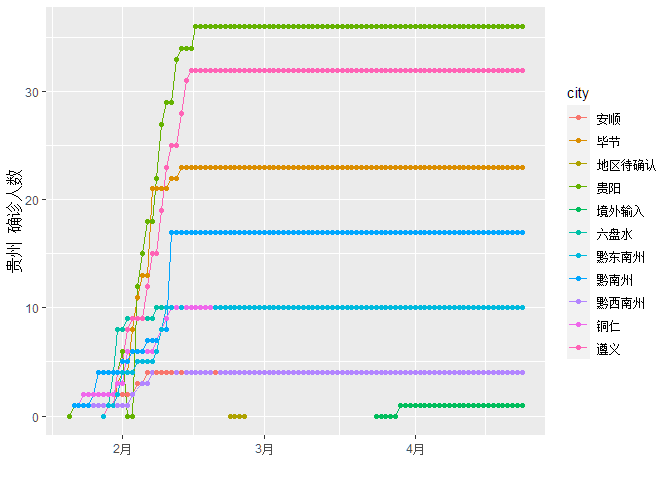 贵州 确诊人数
30
20
10
0
2月
3月
4月
city
安顺
毕节
地区待确认
贵阳
境外输入
六盘水
黔东南州
黔南州
黔西南州
铜仁
遵义